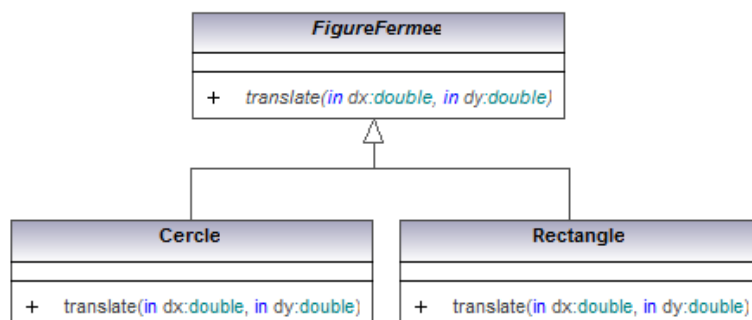 FigureFermee
+ translate(in dx:double, in dy:double)
Cercle
+ translate(in dx:double, in dy:double)
Rectangle
+ translate(in dx:double, in dy:double)